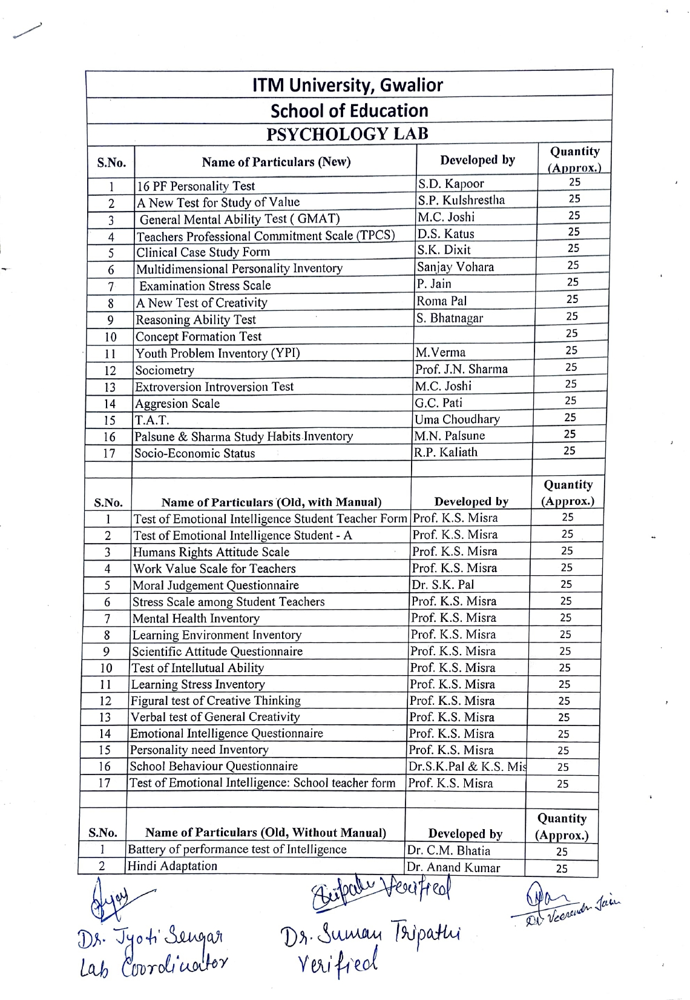 ITM University, Gwalior
School of Education
PSYCHOLOGY LAB
S.No. Name of Particulars (New) Developed by Quantity (Approx.)
1 16 PF Personality Test S.D. Kapoor 25
2 A New Test for Study of Value S.P. Kulshrestha 25
3 General Mental Ability Test ( GMAT) M.C. Joshi 25
4 Teachers Professional Commitment Scale (TPCS) D.S. Katus 25
5 Clinical Case Study Form S.K. Dixit 25
6 Multidimensional Personality Inventory Sanjay Vohara 25
7 Examination Stress Scale P. Jain 25
8 A New Test of Creativity Roma Pal 25
9 Reasoning Ability Test S. Bhatnagar 25
10 Concept Formation Test 25
11 Youth Problem Inventory (YPI) M.Verma 25
12 Sociometry Prof. J.N. Sharma 25
13 Extroversion Introversion Test M.C. Joshi 25
14 Aggresion Scale G.C. Pati 25
15 T.A.T. Uma Choudhary 25
16 Palsune & Sharma Study Habits Inventory M.N. Palsune 25
17 Socio-Economic Status R.P. Kaliath 25
S.No. Name of Particulars (Old, with Manual) Developed by Quantity (Approx.)
1 Test of Emotional Intelligence Student Teacher Form Prof. K.S. Misra 25
2 Test of Emotional Intelligence Student - A Prof. K.S. Misra 25
3 Humans Rights Attitude Scale Prof. K.S. Misra 25
4 Work Value Scale for Teachers Prof. K.S. Misra 25
5 Moral Judgement Questionnaire Dr. S.K. Pal 25
6 Stress Scale among Student Teachers Prof. K.S. Misra 25
7 Mental Health Inventory Prof. K.S. Misra 25
8 Learning Environment Inventory Prof. K.S. Misra 25
9 Scientific Attitude Questionnaire Prof. K.S. Misra 25
10 Test of Intellutual Ability Prof. K.S. Misra 25
11 Learning Stress Inventory Prof. K.S. Misra 25
12 Figural test of Creative Thinking Prof. K.S. Misra 25
13 Verbal test of General Creativity Prof. K.S. Misra 25
14 Emotional Intelligence Questionnaire Prof. K.S. Misra 25
15 Personality need Inventory Prof. K.S. Misra 25
16 School Behaviour Questionnaire Dr.S.K.Pal & K.S. Mis 25
17 Test of Emotional Intelligence: School teacher form Prof. K.S. Misra 25
S.No. Name of Particulars (Old, Without Manual) Developed by Quantity (Approx.)
1 Battery of performance test of Intelligence Dr. C.M. Bhatia 25
2 Hindi Adaptation Dr. Anand Kumar 25
Verified
Dr. Veerendr Jain
Dr. Jyoti Sengar Dr. Suman Tripathi
Lab Coordinator Verified